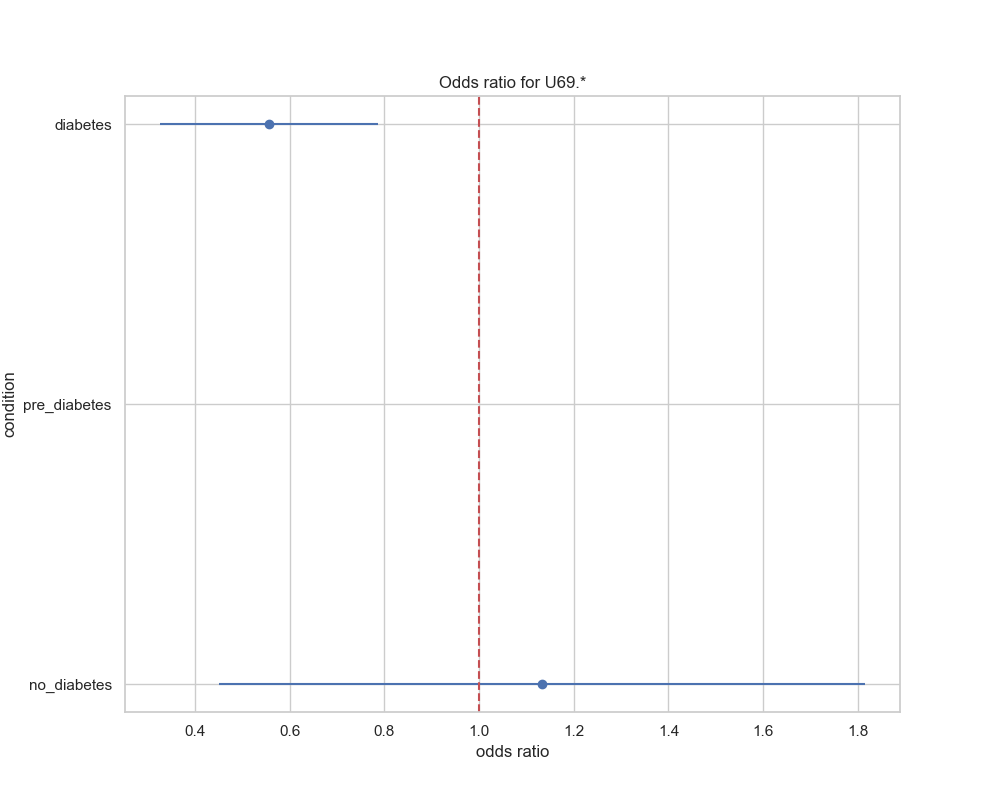 Odds ratio for U69.*
diabetes
pre_diabetes
no_diabetes
condition
0.4 0.6 0.8 1.0 1.2 1.4 1.6 1.8
odds ratio